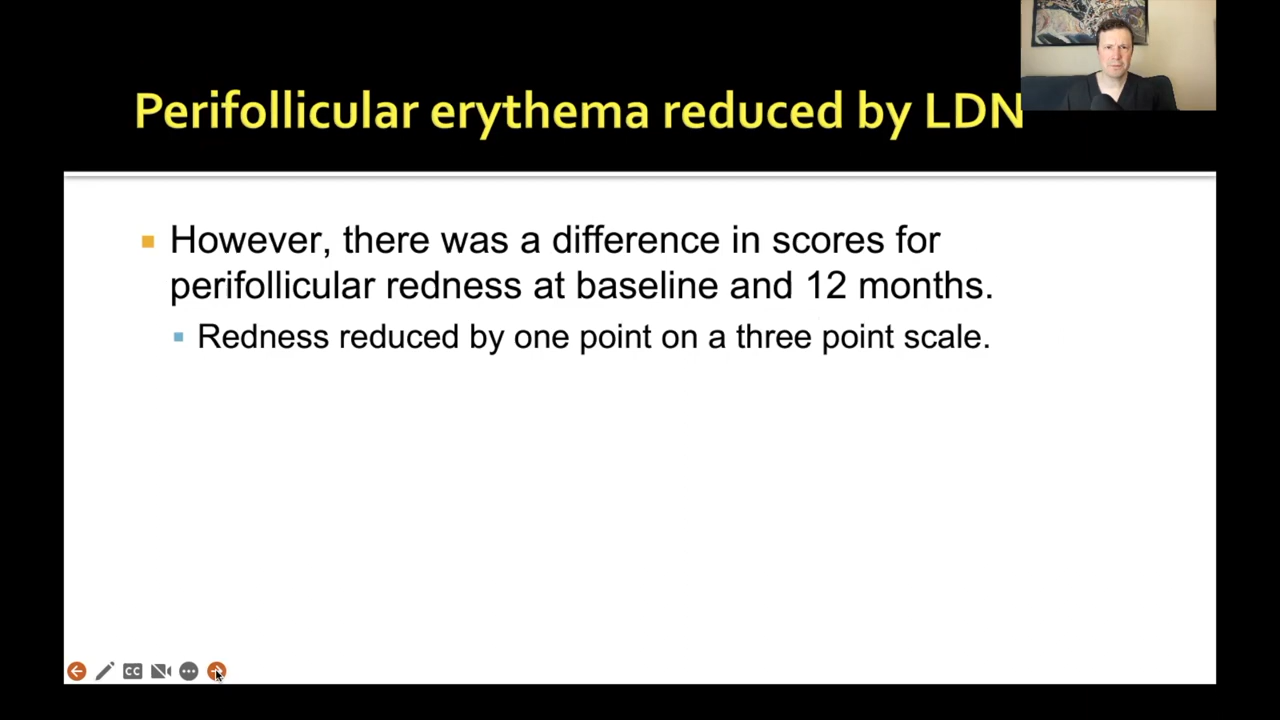 Perifollicular erythema reduced by LDN
However, there was a difference in scores for
perifollicular redness at baseline and 12 months.
Redness reduced by one point on a three point scale.
CC